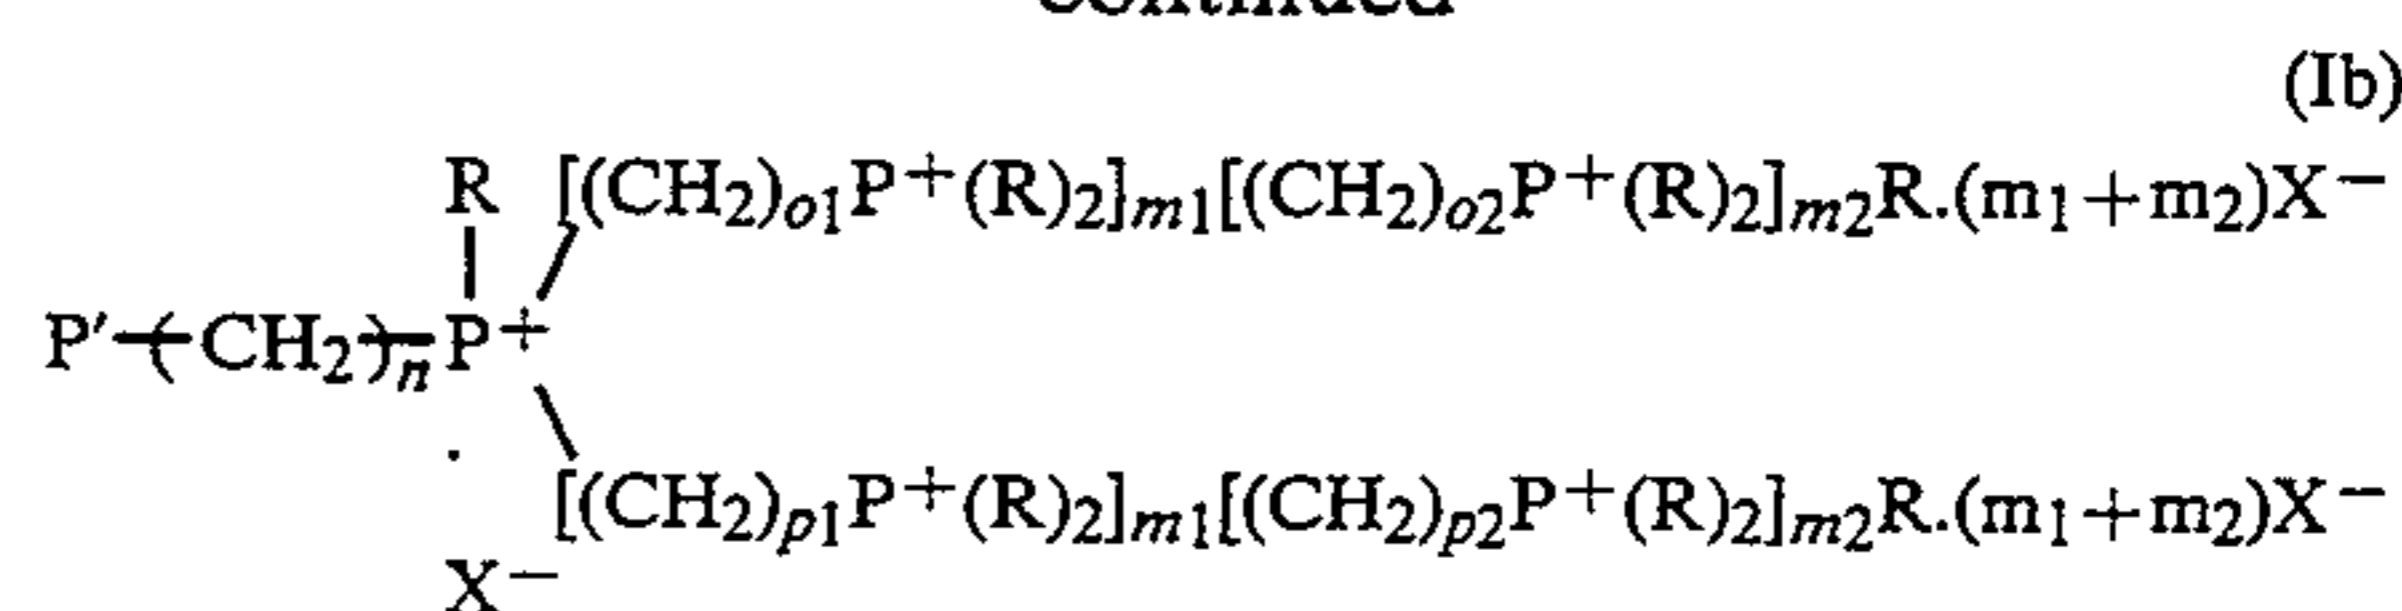 (Ib)
R [(CH2)o1P+(R)2]m1[(CH2)o2P+(R)2]m2R.(m1+m2)X−
P′—(CH2)n—P+
[(CH2)p1P+(R)2]m1[(CH2)p2P+(R)2]m2R.(m1+m2)X−
X−